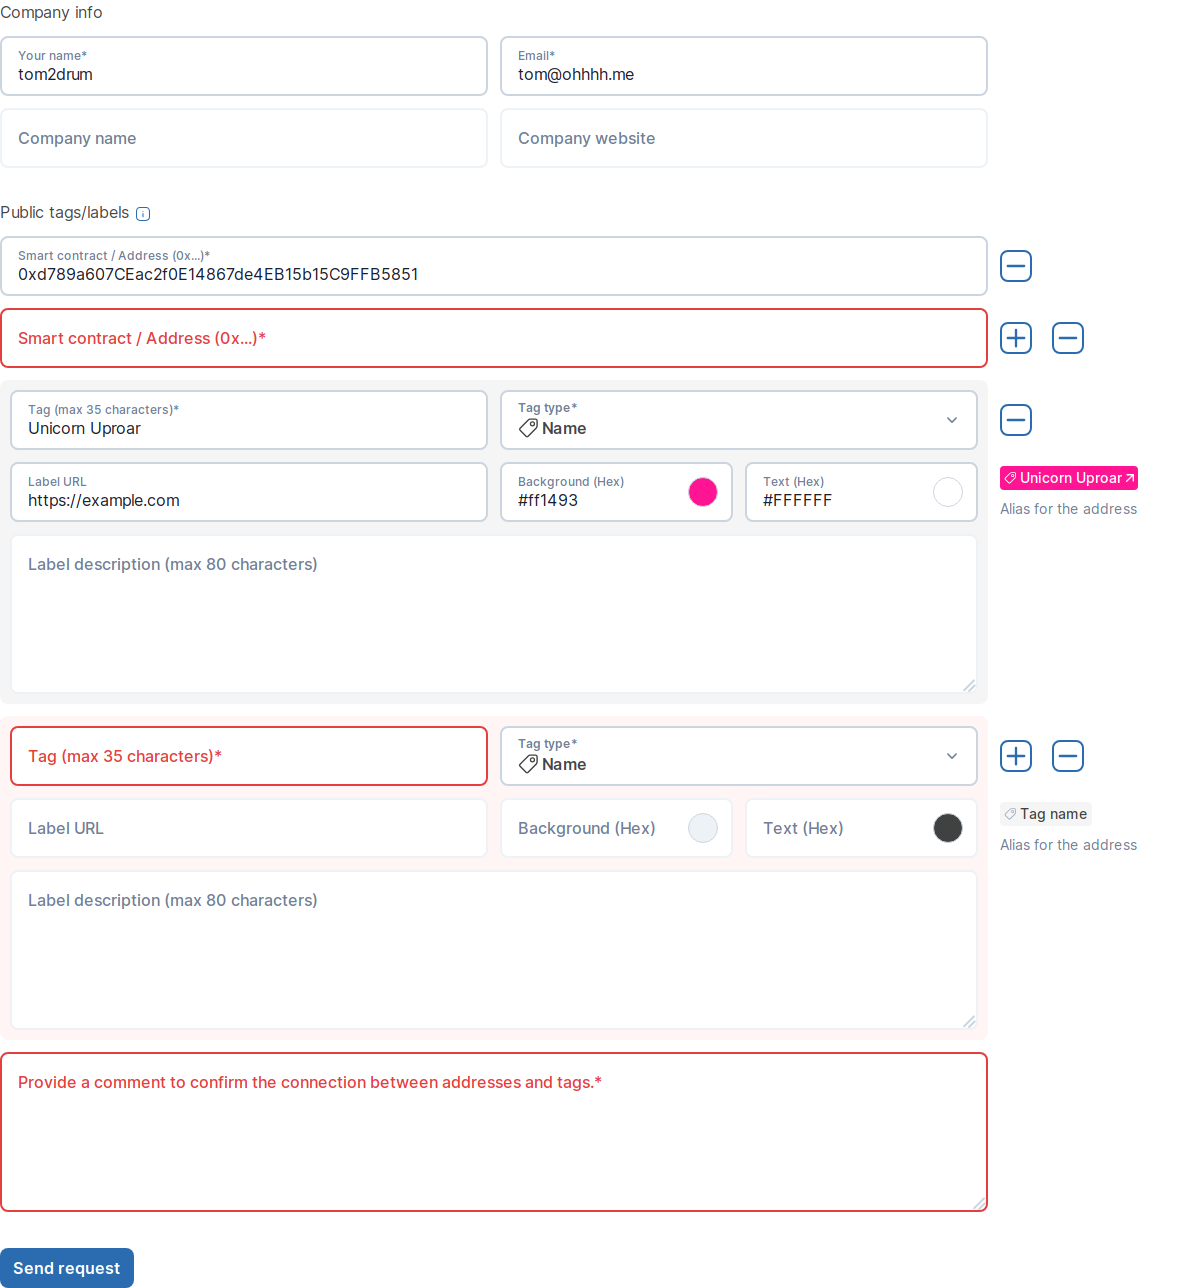 Company info
Your name*
tom2drum
Email*
tom@ohhhh.me
Company name
Company website
Public tags/labels
Smart contract / Address (0x...)*
0xd789a607CEac2f0E14867de4EB15b15C9FFB5851
Smart contract / Address (0x...)*
Tag (max 35 characters)*
Unicorn Uproar
Tag type*
Name
Label URL
https://example.com
Background (Hex)
#ff1493
Text (Hex)
#FFFFFF
Unicorn Uproar
Alias for the address
Label description (max 80 characters)
Tag (max 35 characters)*
Tag type*
Name
Label URL
Background (Hex)
Text (Hex)
Tag name
Alias for the address
Label description (max 80 characters)
Provide a comment to confirm the connection between addresses and tags.*
Send request